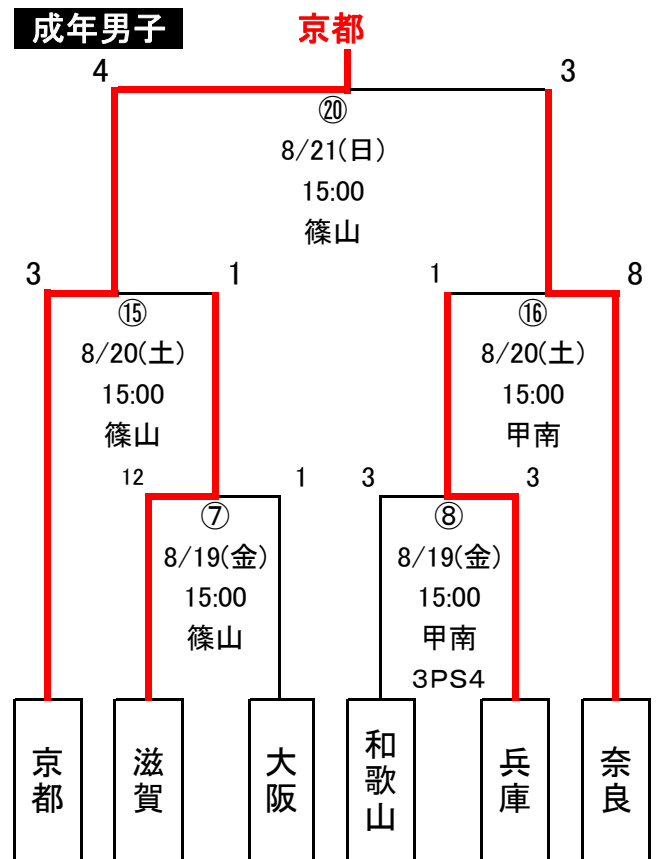 成年男子
京都
4
3
⑳
8/21(日)
15:00
篠山
3
1
1
8
⑮
8/20(土)
15:00
篠山
⑯
8/20(土)
15:00
甲南
12
1
3
3
⑦
8/19(金)
15:00
篠山
⑧
8/19(金)
15:00
甲南
3PS4
京都
滋賀
大阪
和歌山
兵庫
奈良